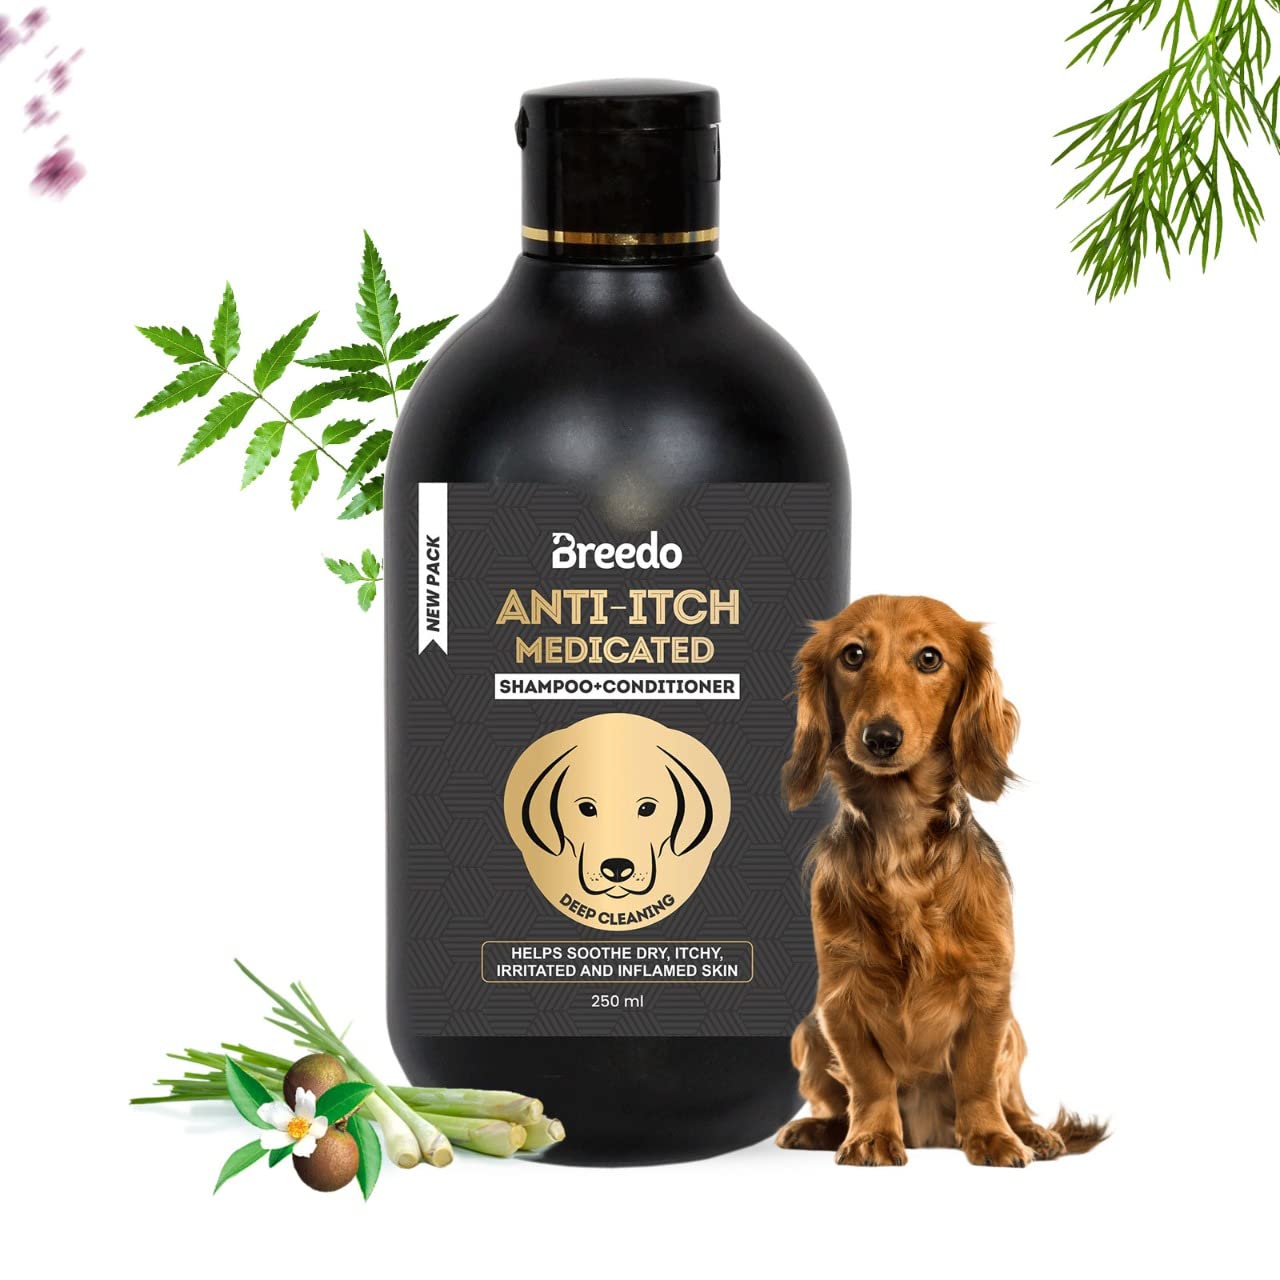 NEW PACK
Breedo
ANTI-ITCH
MEDICATED
SHAMPOO+CONDITIONER
DEEP CLEANING
HELPS SOOTHE DRY, ITCHY,
IRRITATED AND INFLAMED SKIN
250 ml